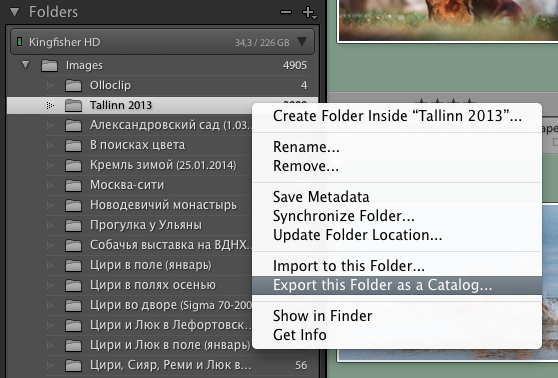 Folders
Kingfisher HD 34,3 / 226 GB
Images 4905
Olloclip 4
Tallinn 2013
Александровский сад (1.03...
В поисках цвета
Кремль зимой (25.01.2014)
Москва-сити
Новодевичий монастырь
Прогулка у Ульяны
Собачья выставка на ВДНХ...
Цири в поле (январь)
Цири в полях осенью
Цири во дворе (Sigma 70-200
Цири и Люк в Лефортовск...
Цири и Люк в поле (январь)
Цири, Сияр, Реми и Люк в... 56
Create Folder Inside “Tallinn 2013”...
Rename...
Remove...
Save Metadata
Synchronize Folder...
Update Folder Location...
Import to this Folder...
Export this Folder as a Catalog...
Show in Finder
Get Info